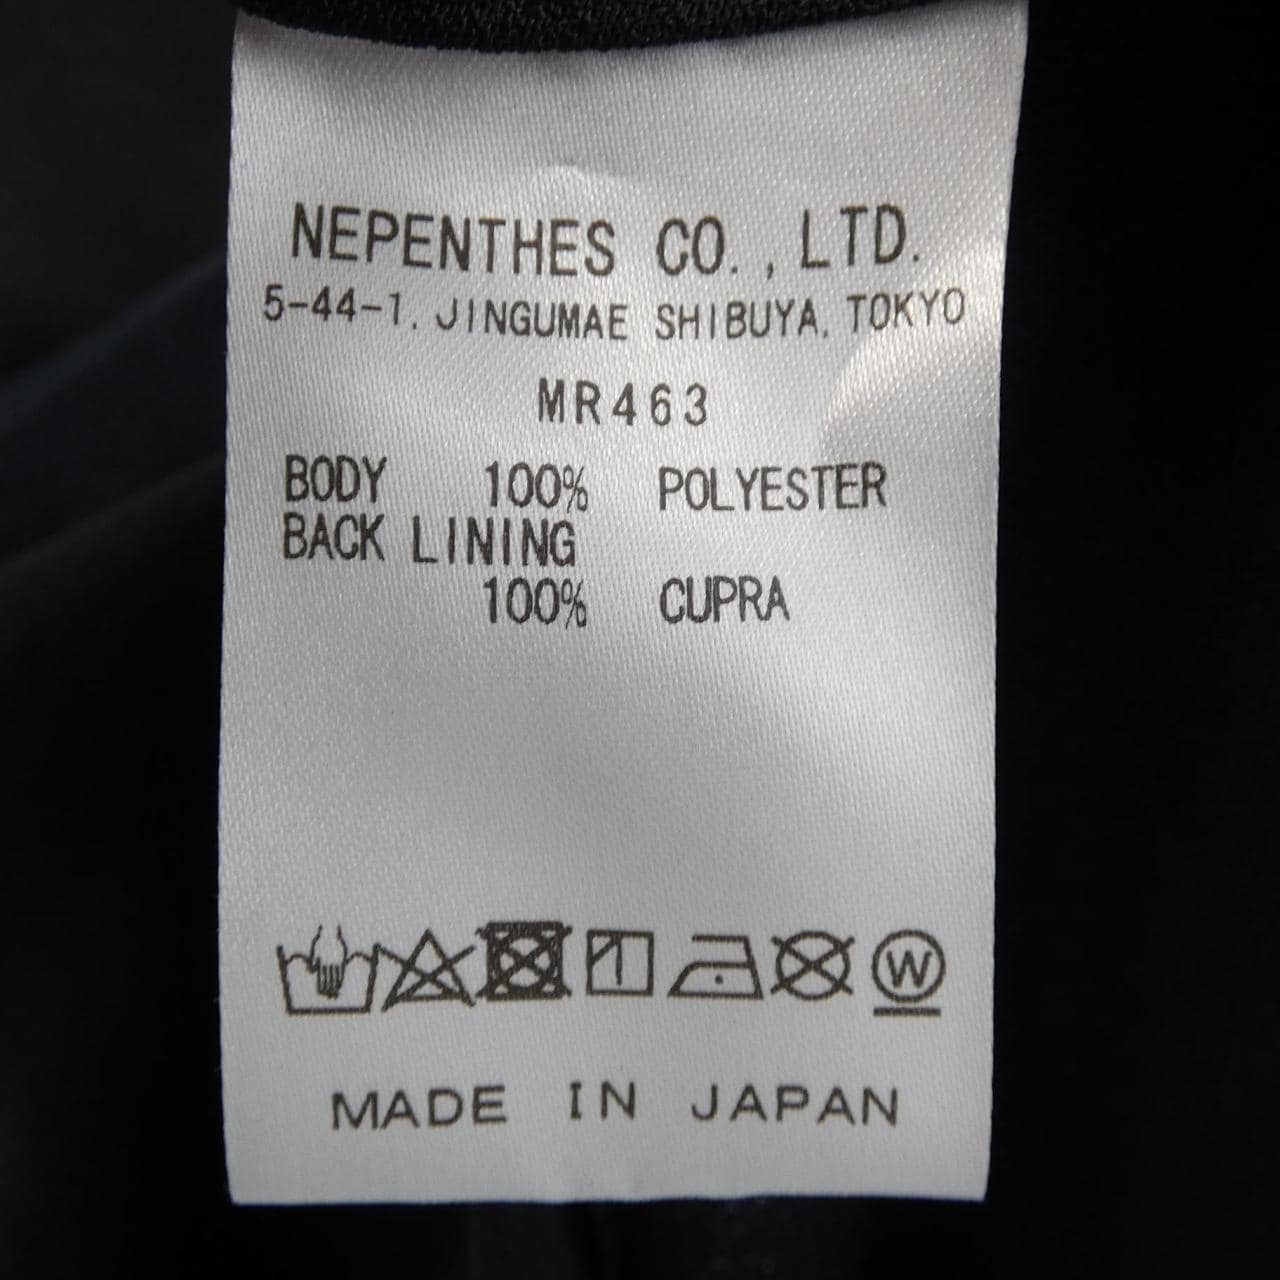 NEPENTHES CO., LTD.
5-44-1. JINGUMAE SHIBUYA. TOKYO
MR463
BODY 100% POLYESTER
BACK LINING
100% CUPRA
W
MADE IN JAPAN